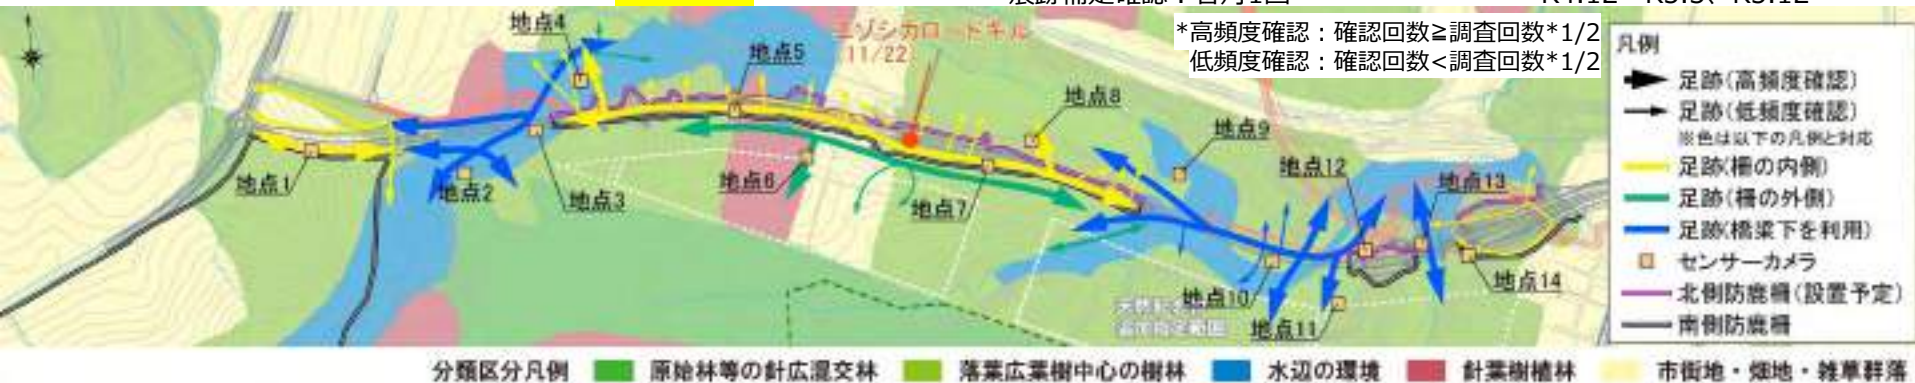 *高頻度確認：確認回数≧調査回数*1/2
低頻度確認：確認回数<調査回数*1/2
エゾシカロードキル
11/22
地点4
地点5
地点8
地点9
地点12
地点13
地点1
地点2
地点3
地点6
地点7
地点10
地点11
地点14
凡例
足跡(高頻度確認)
足跡(低頻度確認)
※色は以下の凡例と対応
足跡(柵の内側)
足跡(柵の外側)
足跡(橋梁下を利用)
センサーカメラ
北側防鹿柵(設置予定)
南側防鹿柵
分類区分凡例 原始林等の針広混交林 落葉広葉樹中心の樹林 水辺の環境 針葉樹植林 市街地・畑地・雑草群落